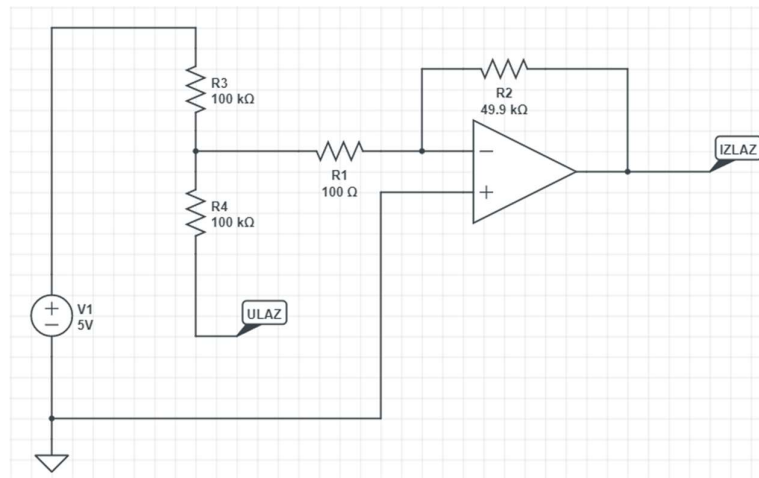 R3
100 kΩ
R2
49.9 kΩ
IZLAZ
R1
100 Ω
R4
100 kΩ
ULAZ
V1
5V